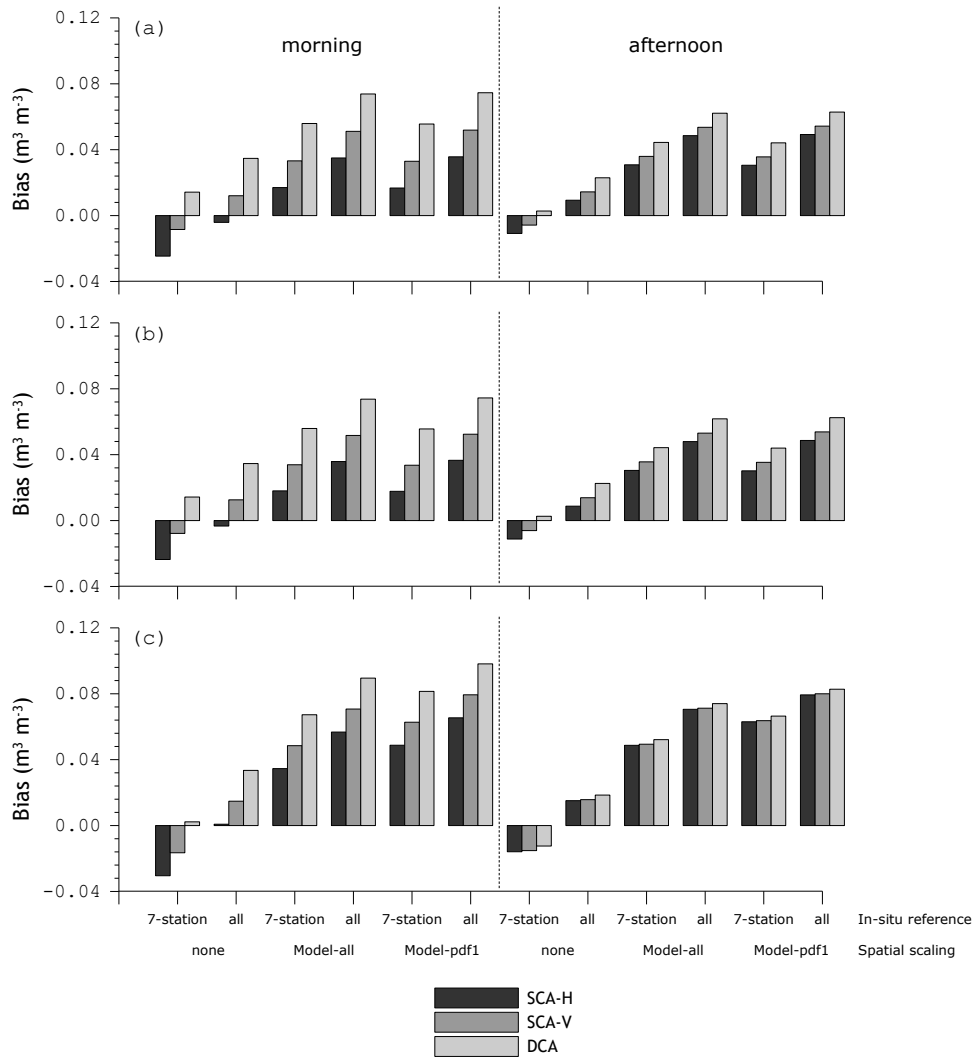 (a)
morning
afternoon
Bias (m³ m⁻³)
0.12
0.08
0.04
0.00
-0.04
(b)
Bias (m³ m⁻³)
0.12
0.08
0.04
0.00
-0.04
(c)
Bias (m³ m⁻³)
0.12
0.08
0.04
0.00
-0.04
7-station all 7-station all 7-station all 7-station all 7-station all 7-station all In-situ reference
none Model-all Model-pdf1 none Model-all Model-pdf1 Spatial scaling
SCA-H
SCA-V
DCA